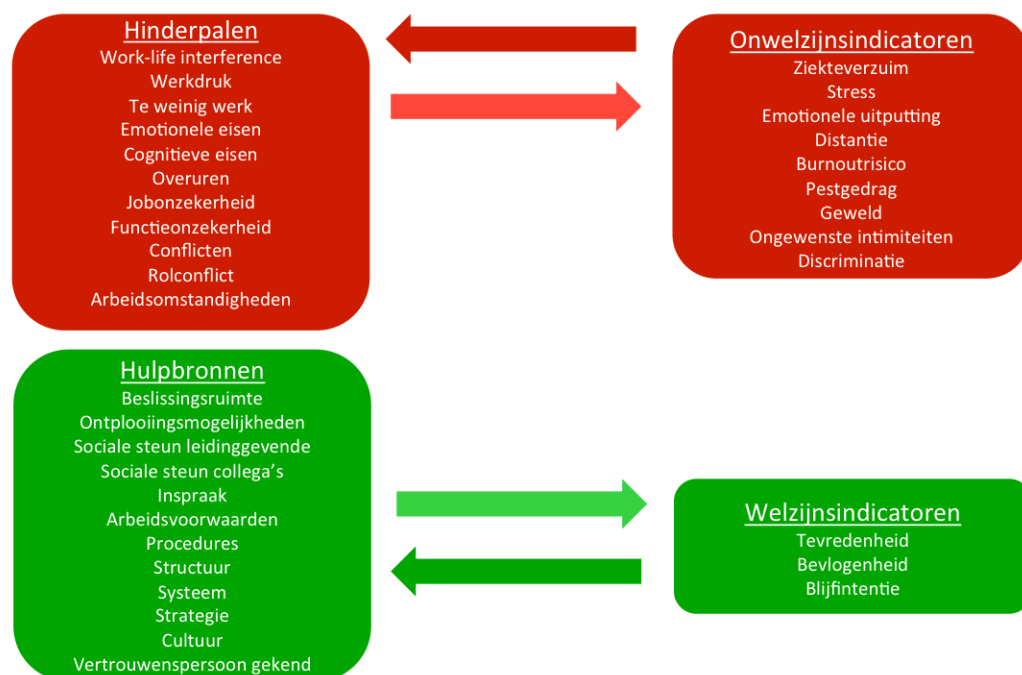 Hinderpalen
Work-life interference
Werkdruk
Te weinig werk
Emotionele eisen
Cognitieve eisen
Overuren
Jobonzekerheid
Functieonzekerheid
Conflicten
Rolconflict
Arbeidsomstandigheden
Onwelzijnsindicatoren
Ziekteverzuim
Stress
Emotionele uitputting
Distantie
Burnoutrisico
Pestgedrag
Geweld
Ongewenste intimiteiten
Discriminatie
Hulpbronnen
Beslissingsruimte
Ontplooiingsmogelijkheden
Sociale steun leidinggevende
Sociale steun collega's
Inspraak
Arbeidsvoorwaarden
Procedures
Structuur
Systeem
Strategie
Cultuur
Vertrouwenspersoon gekend
Welzijnsindicatoren
Tevredenheid
Bevlogenheid
Blijfintentie